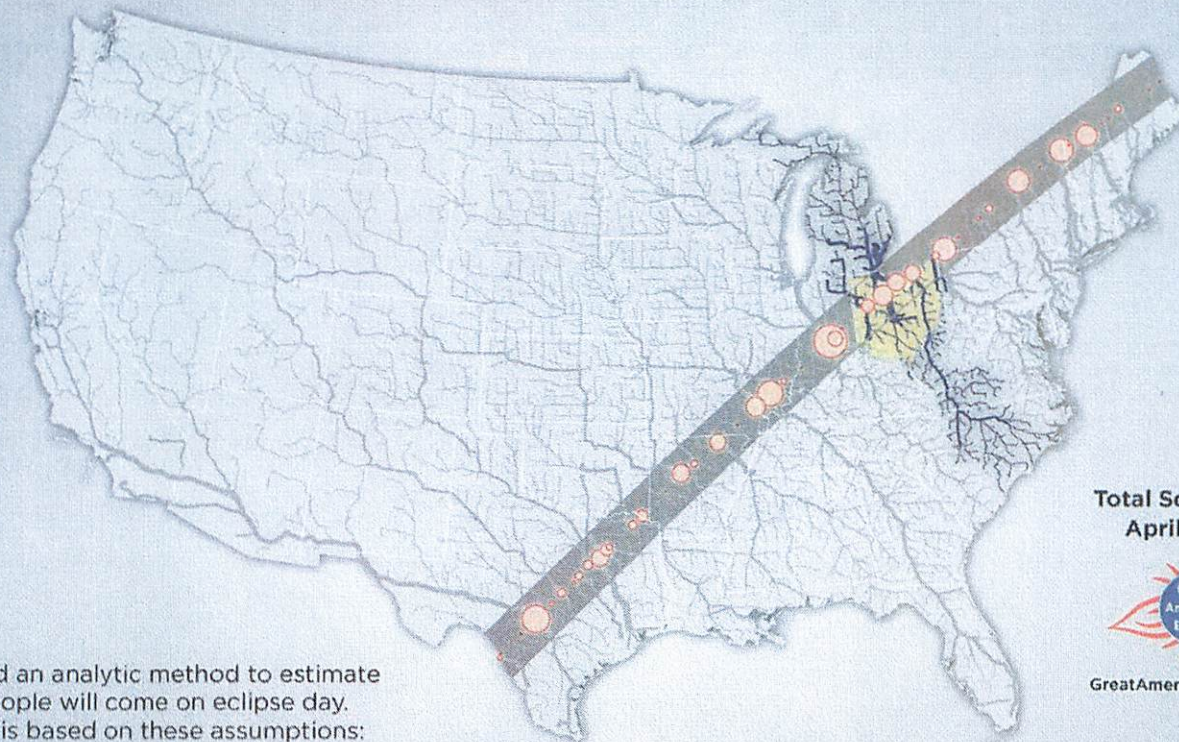 Total So
April
GreatAmer
d an analytic method to estimate
ople will come on eclipse day.
is based on these assumptions: